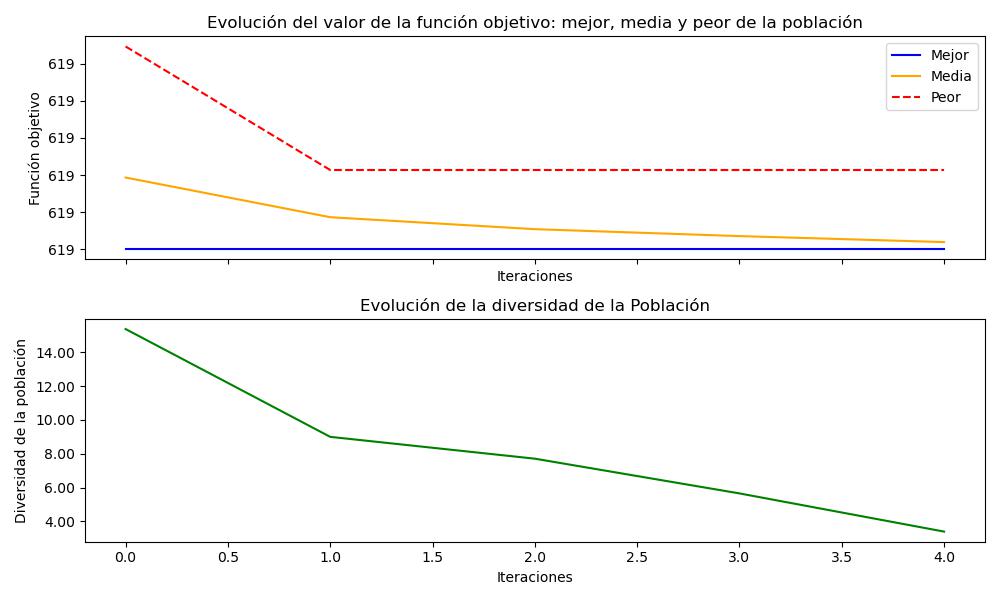 Evolución del valor de la función objetivo: mejor, media y peor de la población
Función objetivo
619
619
619
619
619
619
Mejor
Media
Peor
Iteraciones
Evolución de la diversidad de la Población
Diversidad de la población
14.00
12.00
10.00
8.00
6.00
4.00
0.0 0.5 1.0 1.5 2.0 2.5 3.0 3.5 4.0
Iteraciones